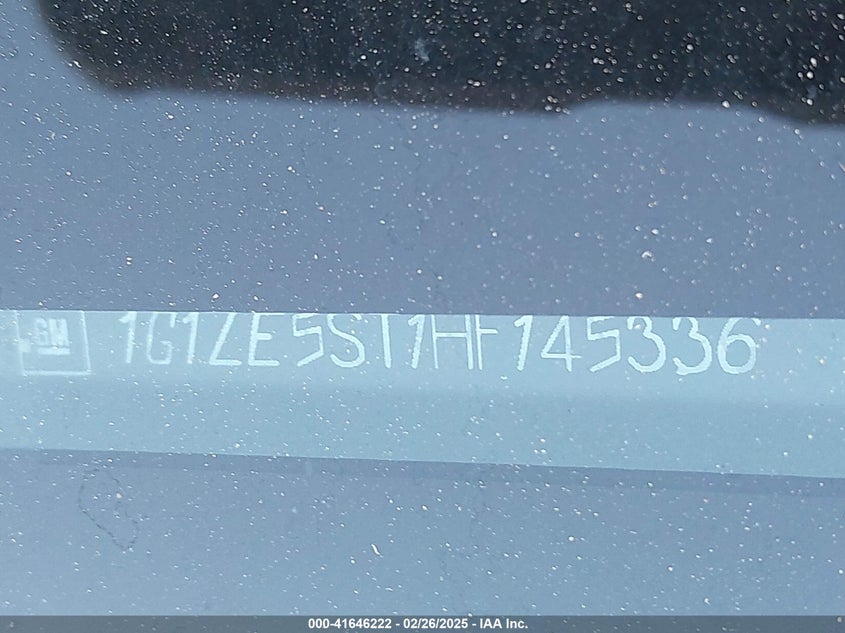 GM 1G1ZE5ST1HF145336
000-41646222 / 02/26/2025 - IAA Inc.